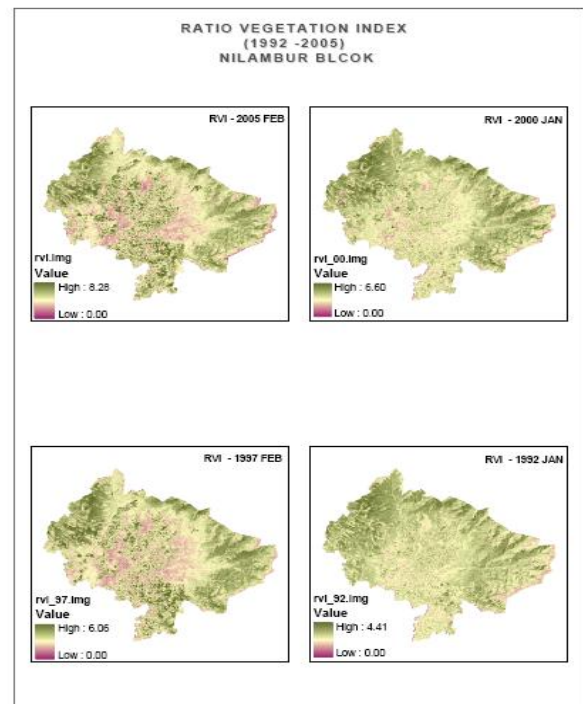 RATIO VEGETATION INDEX
(1992 -2005)
NILAMBUR BLCOK
RVI - 2005 FEB
rvi.img
Value
High : 8.28
Low : 0.00
RVI - 2000 JAN
rvi_00.img
Value
High : 6.60
Low : 0.00
RVI - 1997 FEB
rvi_97.img
Value
High : 6.05
Low : 0.00
RVI - 1992 JAN
rvi_92.img
Value
High : 4.41
Low : 0.00